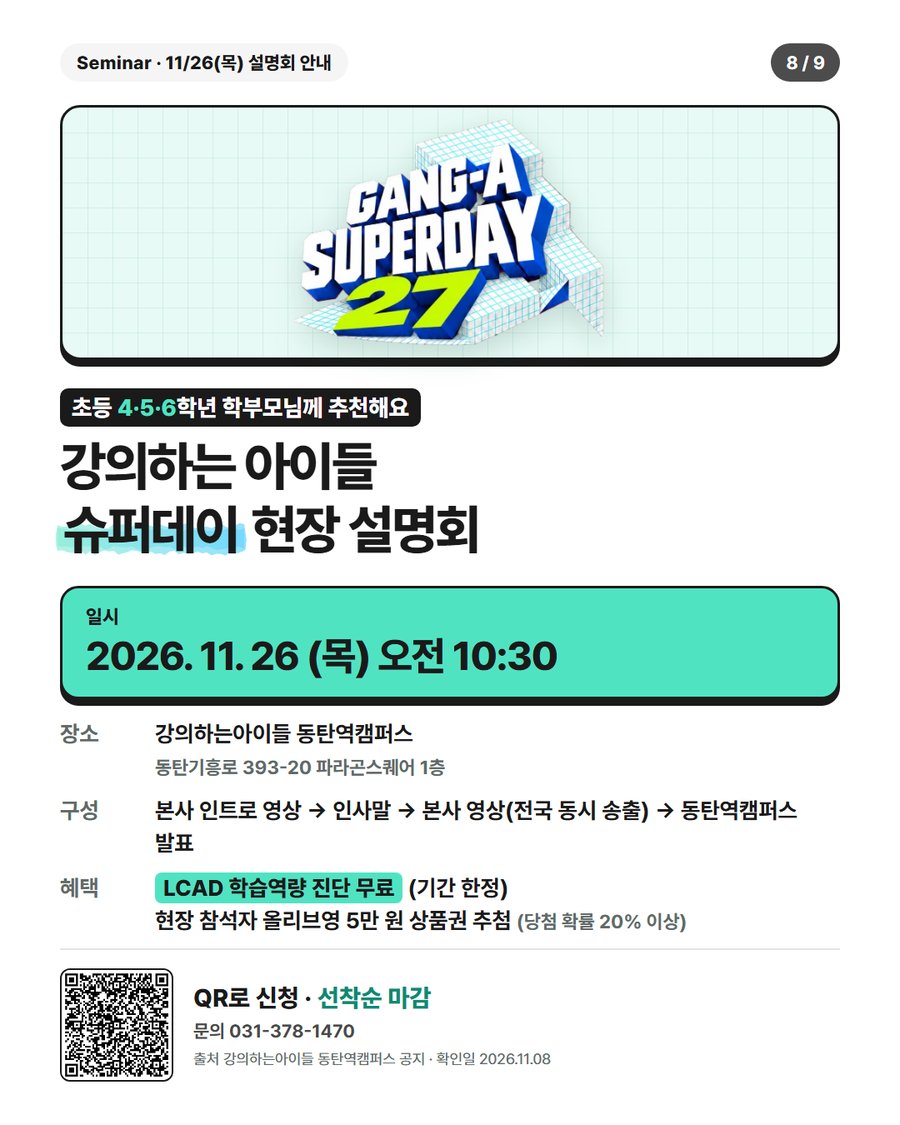 Seminar · 11/26(목) 설명회 안내
8 / 9
GANG-A
SUPERDAY
27
초등 4·5·6학년 학부모님께 추천해요
강의하는 아이들
슈퍼데이 현장 설명회
일시
2026. 11. 26 (목) 오전 10:30
장소
강의하는아이들 동탄역캠퍼스
동탄기흥로 393-20 파라곤스퀘어 1층
구성
본사 인트로 영상 → 인사말 → 본사 영상(전국 동시 송출) → 동탄역캠퍼스
발표
혜택
LCAD 학습역량 진단 무료 (기간 한정)
현장 참석자 올리브영 5만 원 상품권 추첨 (당첨 확률 20% 이상)
QR로 신청 · 선착순 마감
문의 031-378-1470
출처 강의하는아이들 동탄역캠퍼스 공지 · 확인일 2026.11.08